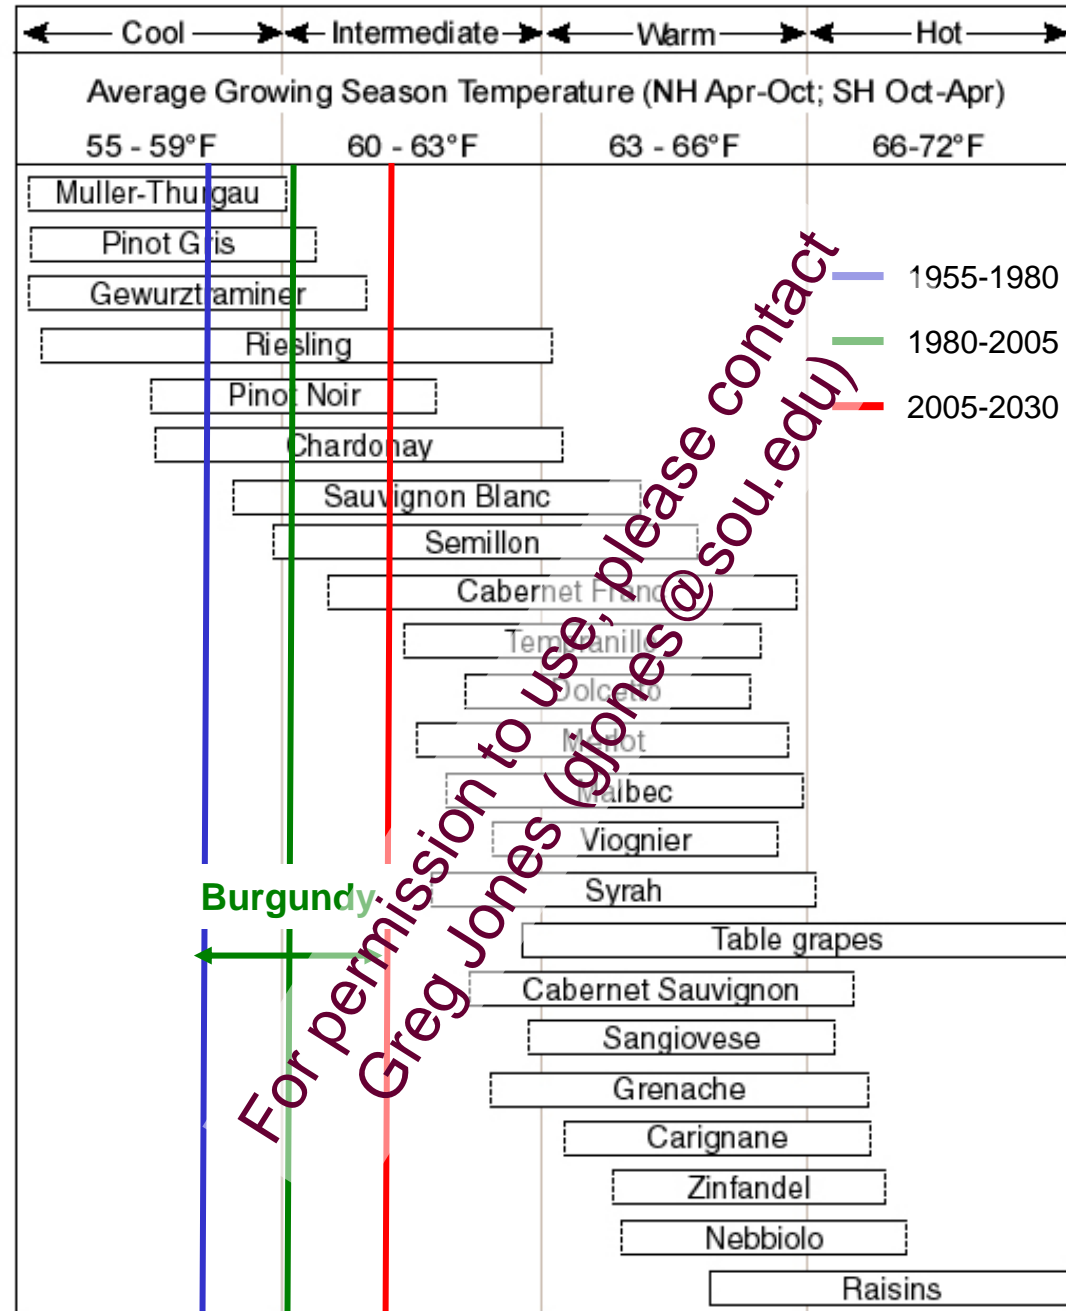 Cool Intermediate Warm Hot
Average Growing Season Temperature (NH Apr-Oct; SH Oct-Apr)
55 - 59°F 60 - 63°F 63 - 66°F 66-72°F
Muller-Thurgau
Pinot Gris
Gewurztraminer
Riesling
Pinot Noir
Chardonay
Sauvignon Blanc
Semillon
Cabernet Franc
Tempranillo
Dolcetto
Merlot
Malbec
Viognier
Syrah
Table grapes
Cabernet Sauvignon
Sangiovese
Grenache
Carignane
Zinfandel
Nebbiolo
Raisins
1955-1980
1980-2005
2005-2030
Burgundy
For permission to use, please contact
Greg Jones (gjones@sou.edu)